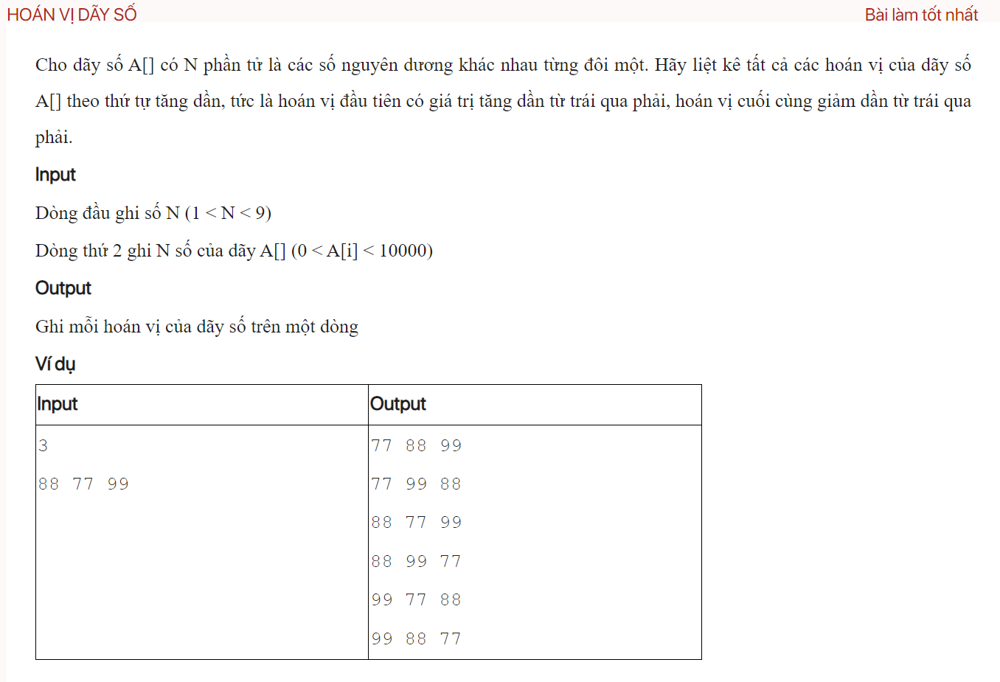 HOÁN VỊ DÃY SỐ
Bài làm tốt nhất
Cho dãy số A[] có N phần tử là các số nguyên dương khác nhau từng đôi một. Hãy liệt kê tất cả các hoán vị của dãy số
A[] theo thứ tự tăng dần, tức là hoán vị đầu tiên có giá trị tăng dần từ trái qua phải, hoán vị cuối cùng giảm dần từ trái qua
phải.
Input
Dòng đầu ghi số N (1 < N < 9)
Dòng thứ 2 ghi N số của dãy A[] (0 < A[i] < 10000)
Output
Ghi mỗi hoán vị của dãy số trên một dòng
Ví dụ
Input
Output
3
88 77 99
77 88 99
77 99 88
88 77 99
88 99 77
99 77 88
99 88 77